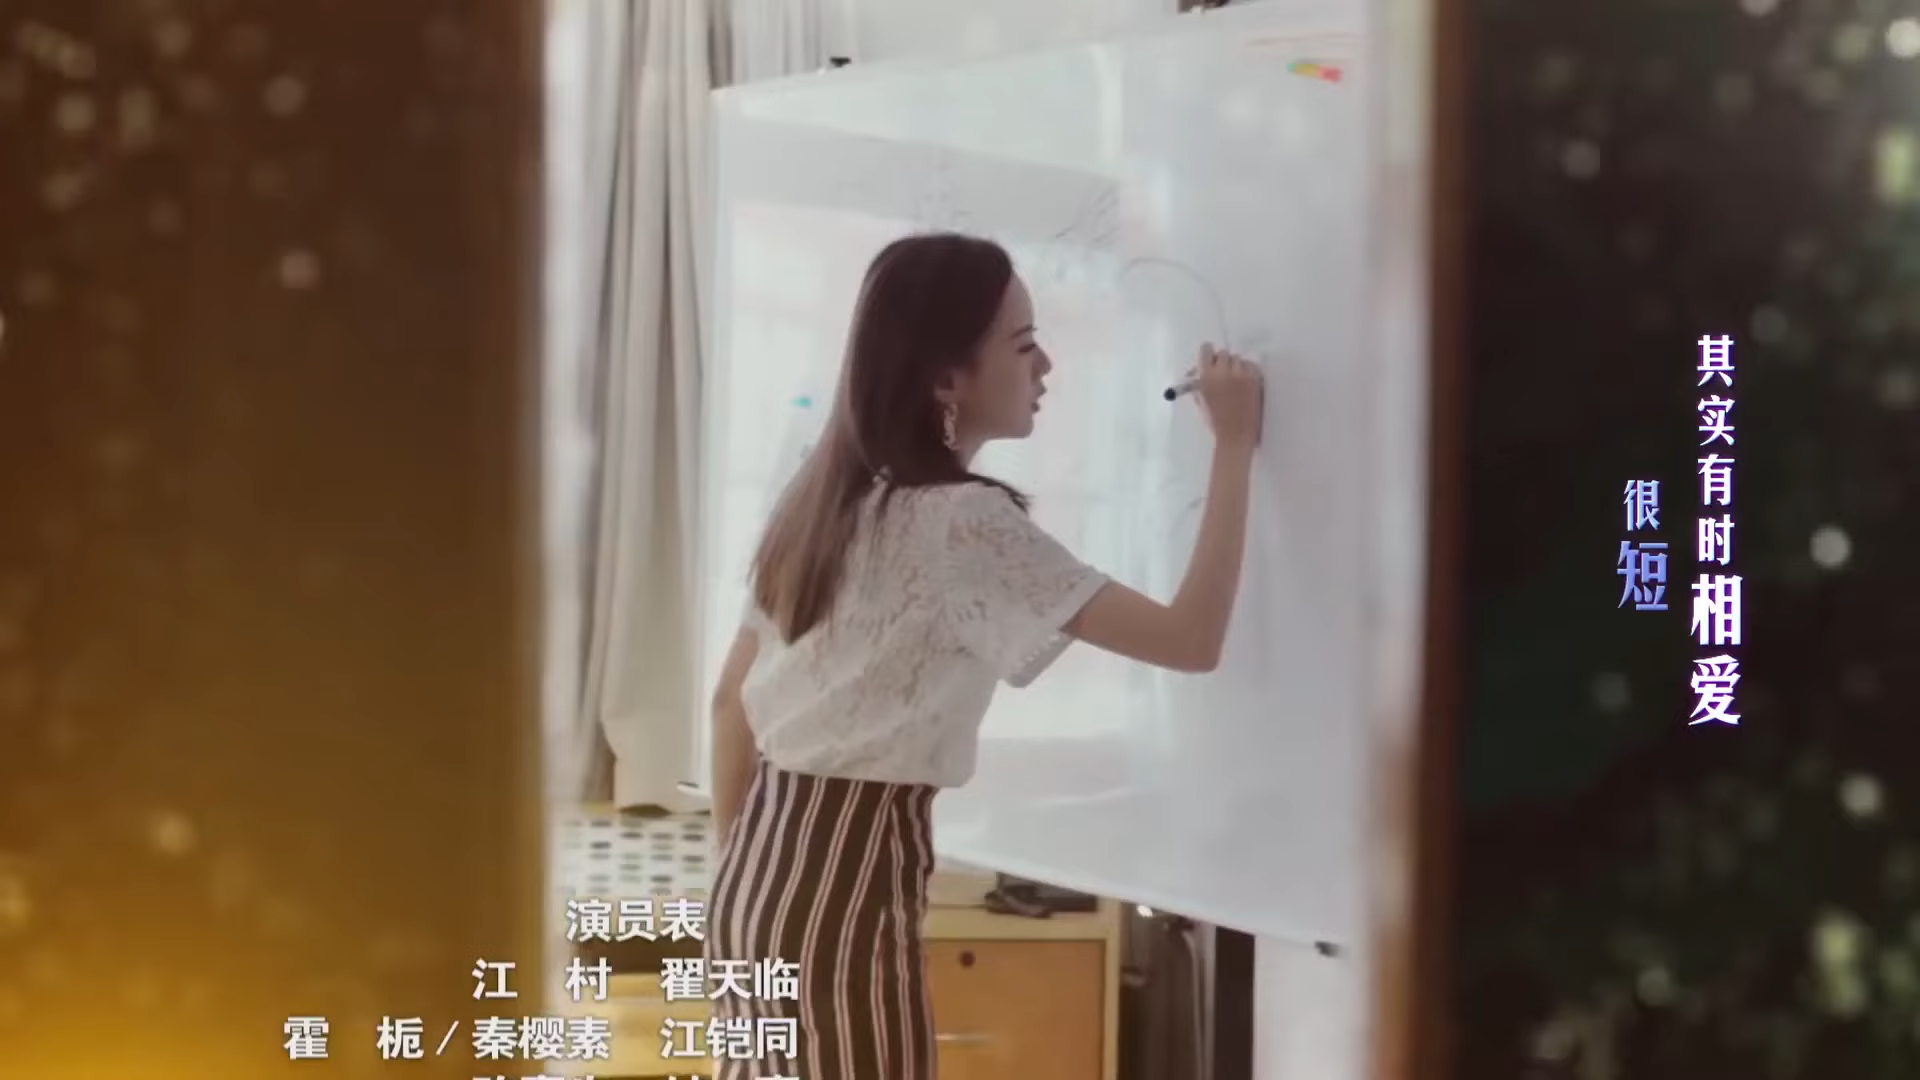 其实有时相爱
很短
演员表
江 村 翟天临
霍 栀/秦樱素 江铠同